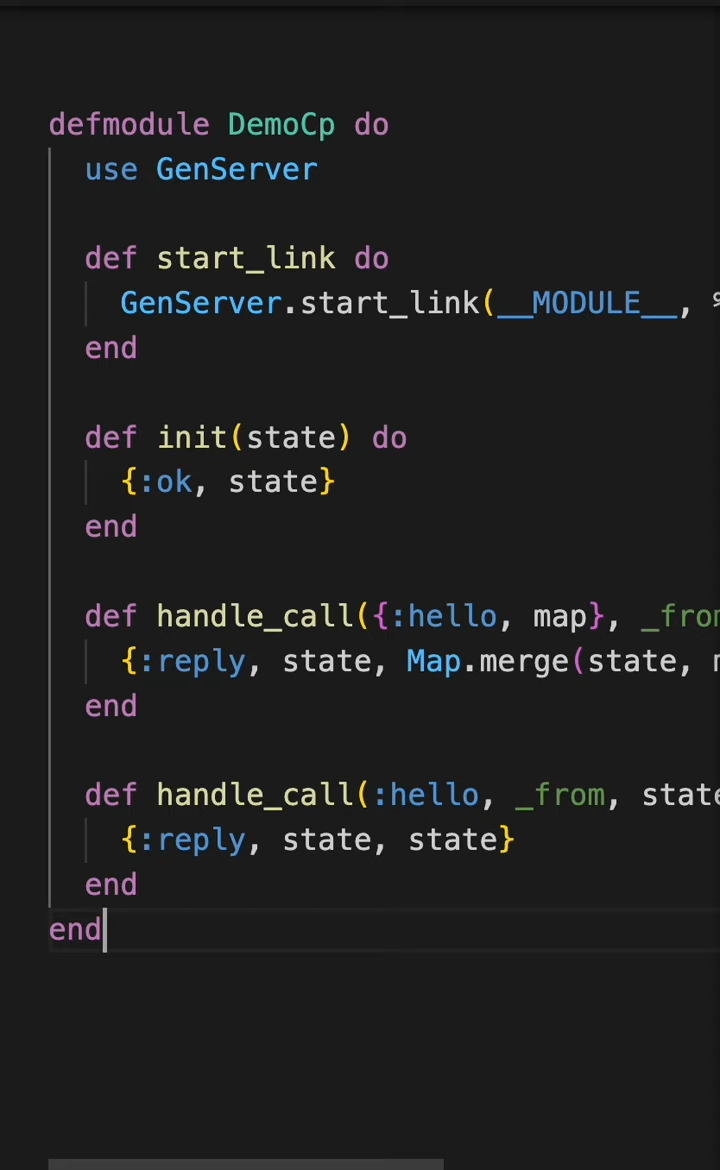 defmodule DemoCp do
use GenServer
def start_link do
GenServer.start_link(__MODULE__,
end
def init(state) do
{:ok, state}
end
def handle_call({:hello, map}, _from
{:reply, state, Map.merge(state,
end
def handle_call(:hello, _from, state
{:reply, state, state}
end
end